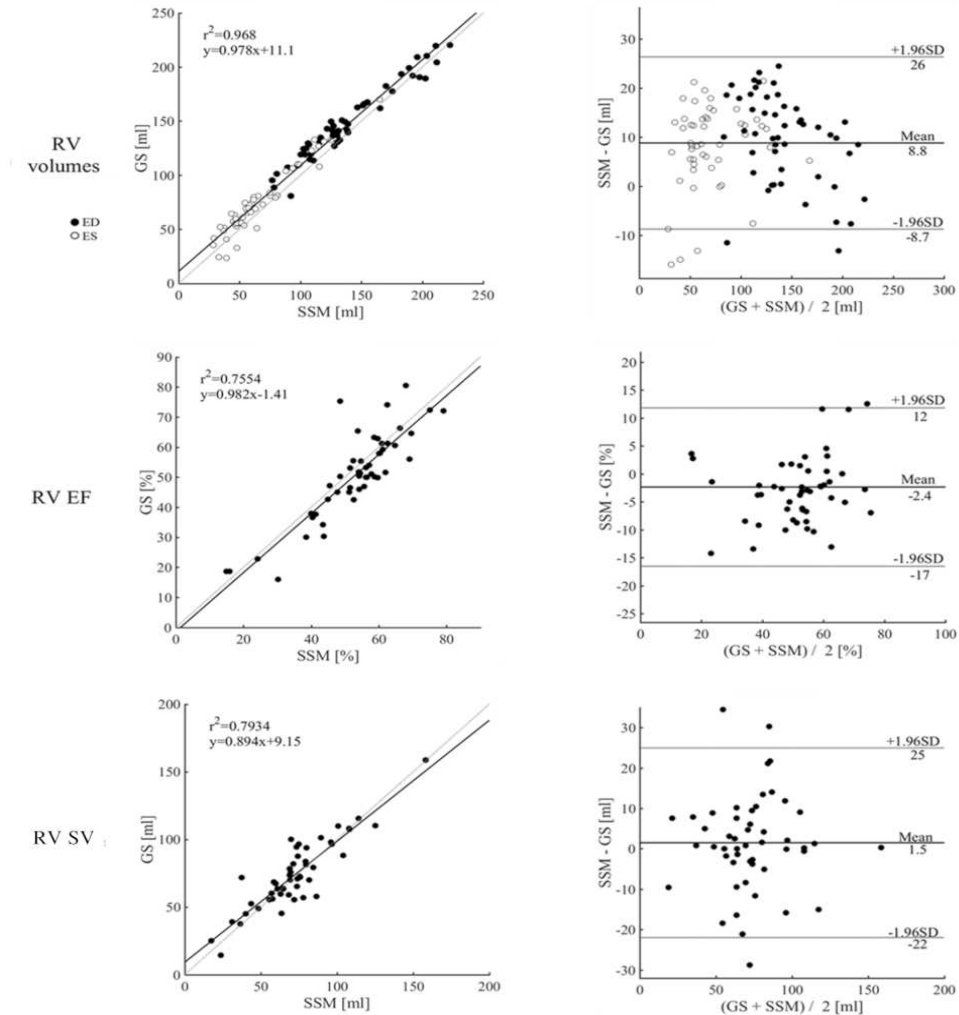 RV
volumes
ED
ES
r²=0.968
y=0.978x+11.1
GS [ml]
250
200
150
100
50
0
0 50 100 150 200 250
SSM [ml]
SSM - GS [ml]
30
20
10
0
-10
+1.96SD
26
Mean
8.8
-1.96SD
-8.7
0 50 100 150 200 250 300
(GS + SSM) / 2 [ml]
RV EF
r²=0.7554
y=0.982x-1.41
GS [%]
90
80
70
60
50
40
30
20
10
0
0 20 40 60 80
SSM [%]
SSM - GS [%]
20
15
10
5
0
-5
-10
-15
-20
-25
+1.96SD
12
Mean
-2.4
-1.96SD
-17
0 20 40 60 80 100
(GS + SSM) / 2 [%]
RV SV
r²=0.7934
y=0.894x+9.15
GS [ml]
200
150
100
50
0
0 50 100 150 200
SSM [ml]
SSM - GS [ml]
30
20
10
0
-10
-20
-30
+1.96SD
25
Mean
1.5
-1.96SD
-22
0 50 100 150 200
(GS + SSM) / 2 [ml]